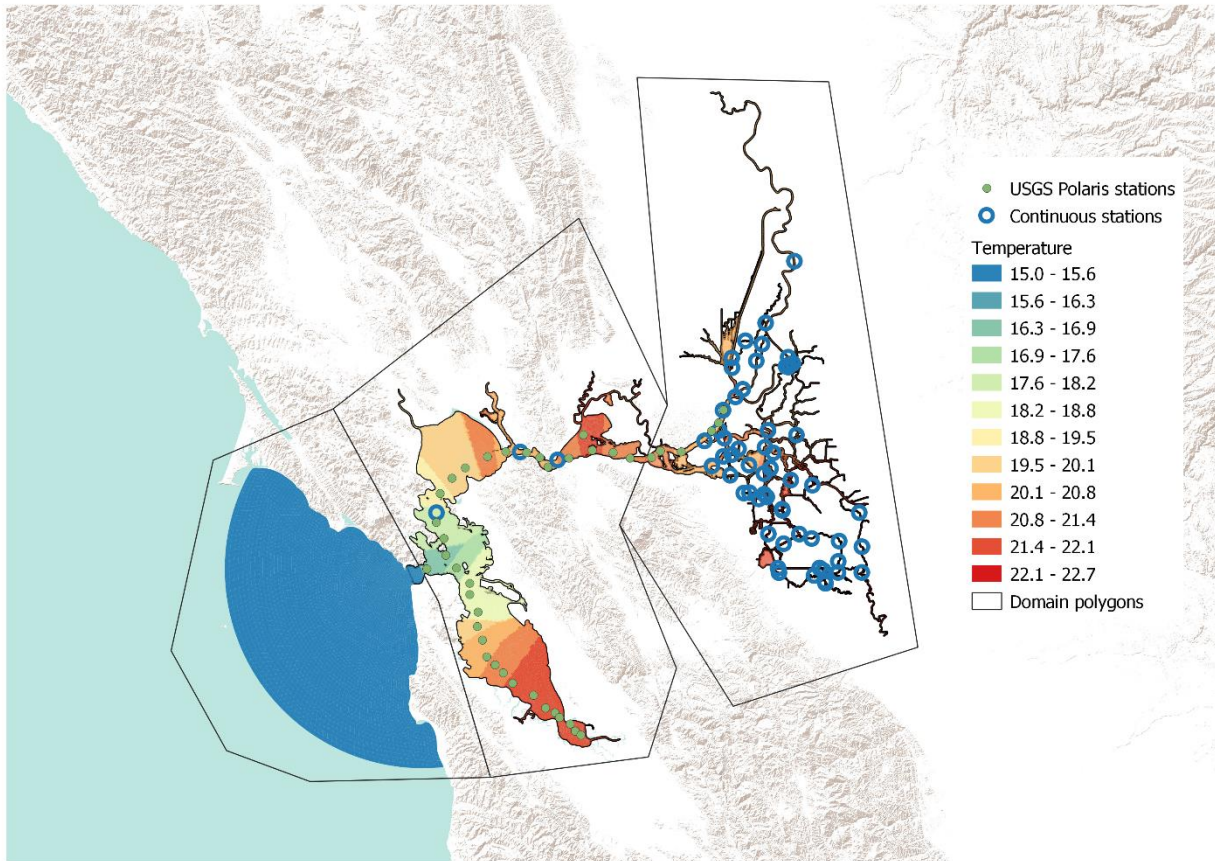 USGS Polaris stations
Continuous stations
Temperature
15.0 - 15.6
15.6 - 16.3
16.3 - 16.9
16.9 - 17.6
17.6 - 18.2
18.2 - 18.8
18.8 - 19.5
19.5 - 20.1
20.1 - 20.8
20.8 - 21.4
21.4 - 22.1
22.1 - 22.7
Domain polygons